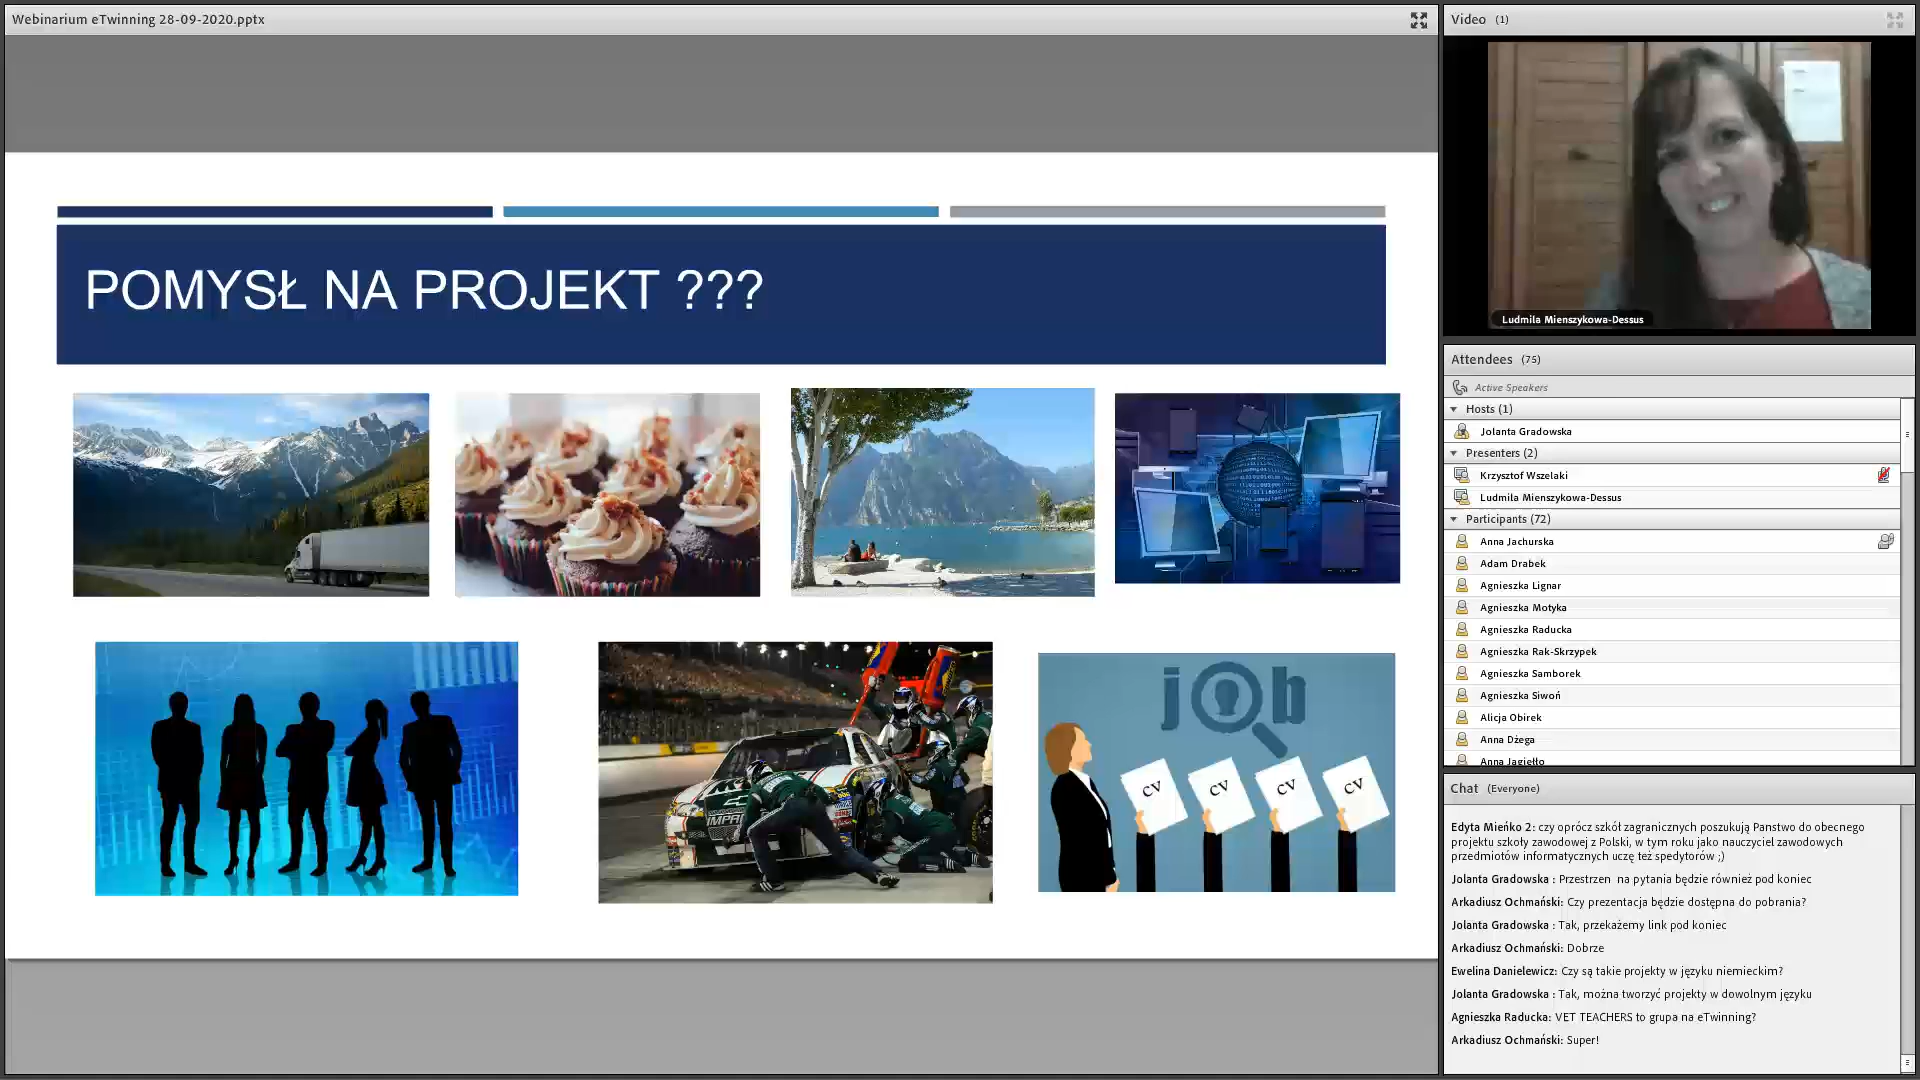 Webinarium eTwinning 28-09-2020.pptx
POMYSŁ NA PROJEKT ???
job
CV
CV
CV
CV
Video (1)
Ludmila Mienszykowa-Dessus
Attendees (75)
Active Speakers
Hosts (1)
Jolanta Gradowska
Presenters (2)
Krzysztof Wszelaki
Ludmila Mienszykowa-Dessus
Participants (72)
Anna Jachurska
Adam Drabek
Agnieszka Lignar
Agnieszka Motyka
Agnieszka Raducka
Agnieszka Rak-Skrzypek
Agnieszka Samborek
Agnieszka Siwoń
Alicja Obirek
Anna Dżega
Anna Jagiełło
Chat (Everyone)
Edyta Mieńko 2: czy oprócz szkół zagranicznych poszukują Panstwo do obecnego
projektu szkoły zawodowej z Polski, w tym roku jako nauczyciel zawodowych
przedmiotów informatycznych uczę też spedytorów ;)
Jolanta Gradowska : Przestrzen na pytania będzie również pod koniec
Arkadiusz Ochmański: Czy prezentacja będzie dostępna do pobrania?
Jolanta Gradowska : Tak, przekażemy link pod koniec
Arkadiusz Ochmański: Dobrze
Ewelina Danielewicz: Czy są takie projekty w języku niemieckim?
Jolanta Gradowska : Tak, można tworzyć projekty w dowolnym języku
Agnieszka Raducka: VET TEACHERS to grupa na eTwinning?
Arkadiusz Ochmański: Super!